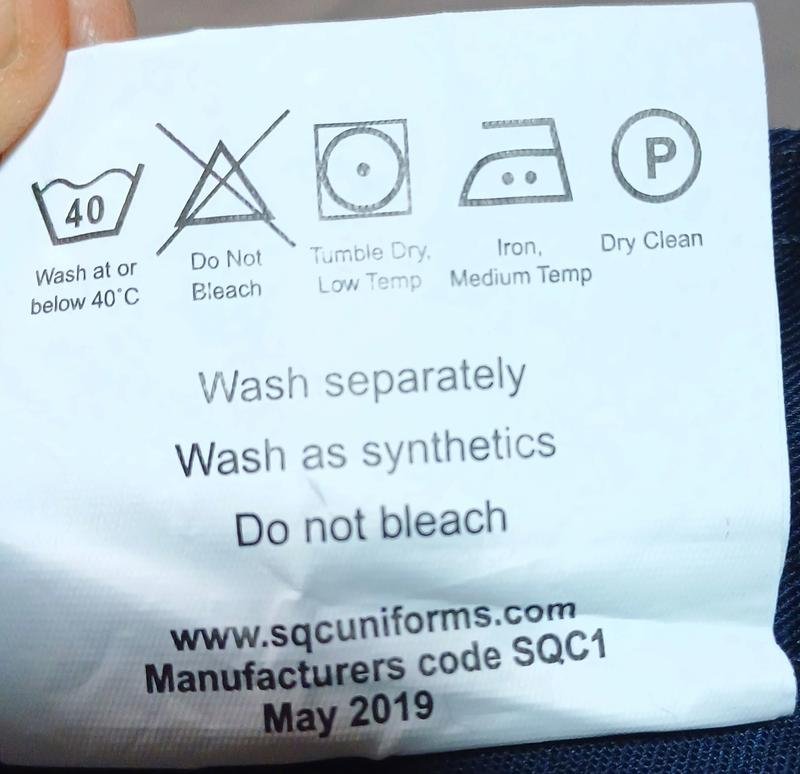 40
Wash at or
below 40°C
Do Not
Bleach
Tumble Dry,
Low Temp
Iron,
Medium Temp
P
Dry Clean
Wash separately
Wash as synthetics
Do not bleach
www.sqcuniforms.com
Manufacturers code SQC1
May 2019